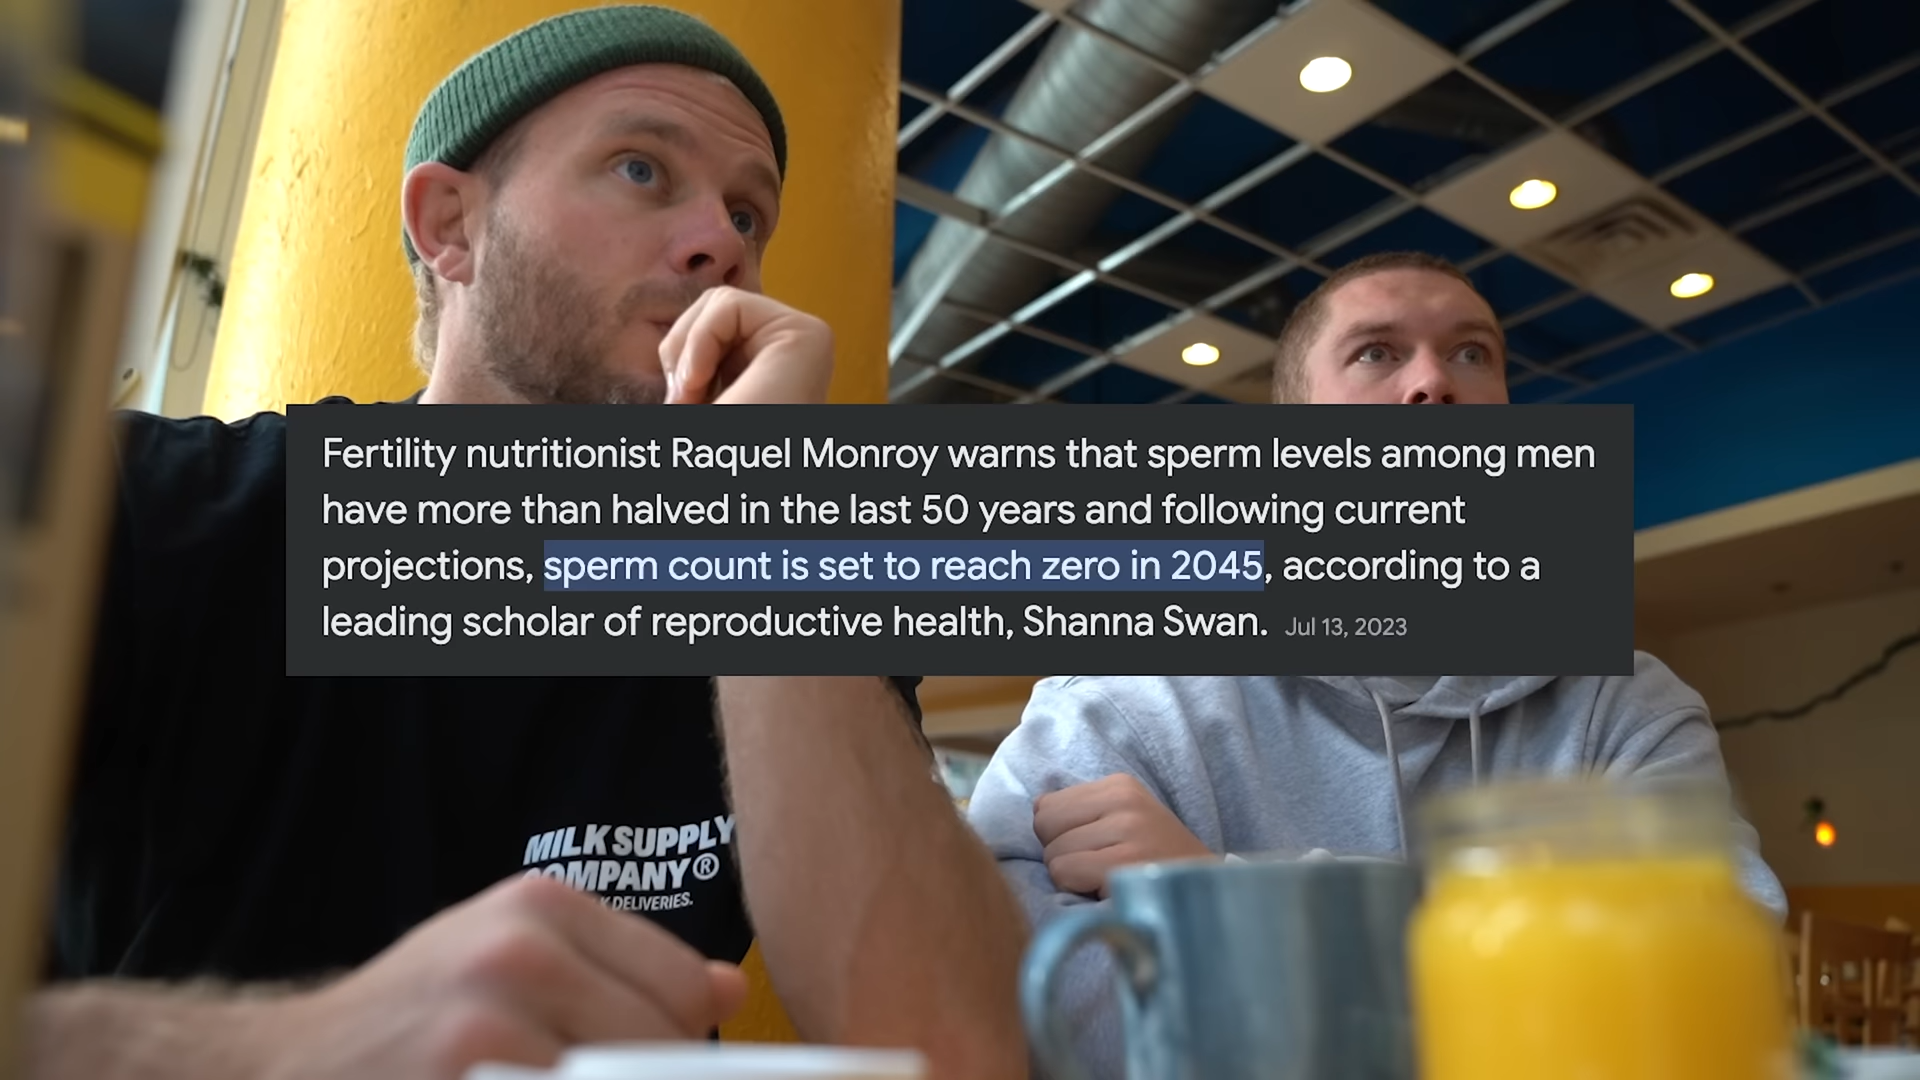 Fertility nutritionist Raquel Monroy warns that sperm levels among men
have more than halved in the last 50 years and following current
projections, sperm count is set to reach zero in 2045, according to a
leading scholar of reproductive health, Shanna Swan. Jul 13, 2023
MILK SUPPLY
COMPANY®
DELIVERIES.